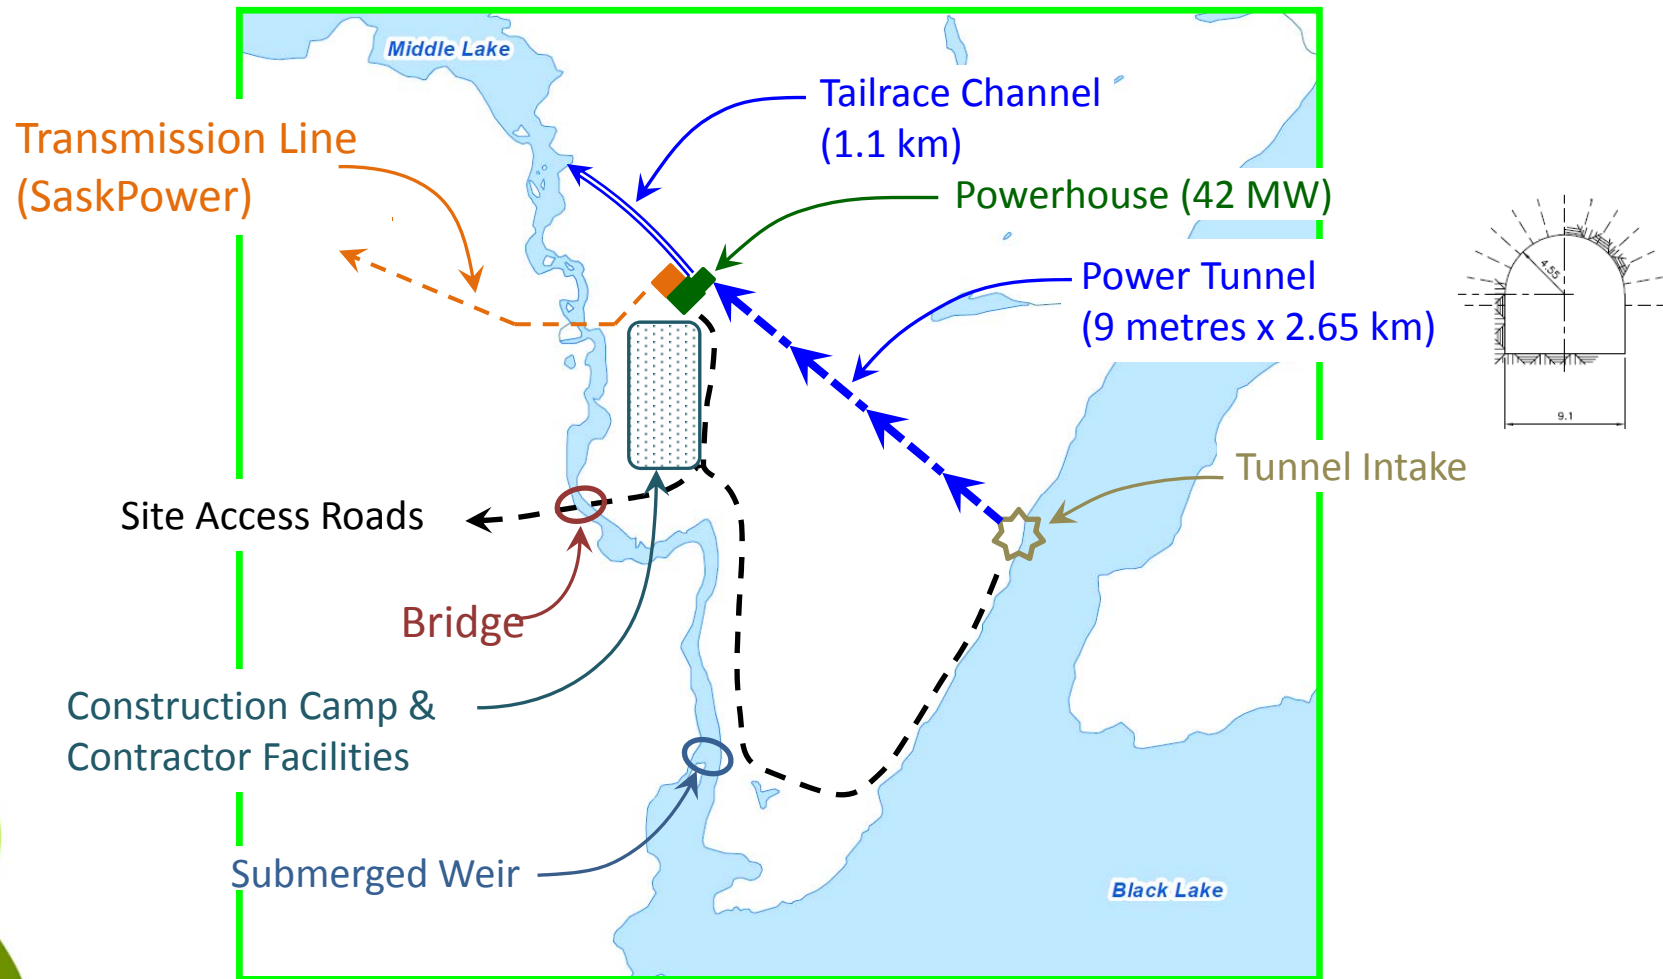 Middle Lake
Tailrace Channel
(1.1 km)
Transmission Line
(SaskPower)
Powerhouse (42 MW)
Power Tunnel
(9 metres x 2.65 km)
4.55
9.1
Tunnel Intake
Site Access Roads
Bridge
Construction Camp &
Contractor Facilities
Submerged Weir
Black Lake